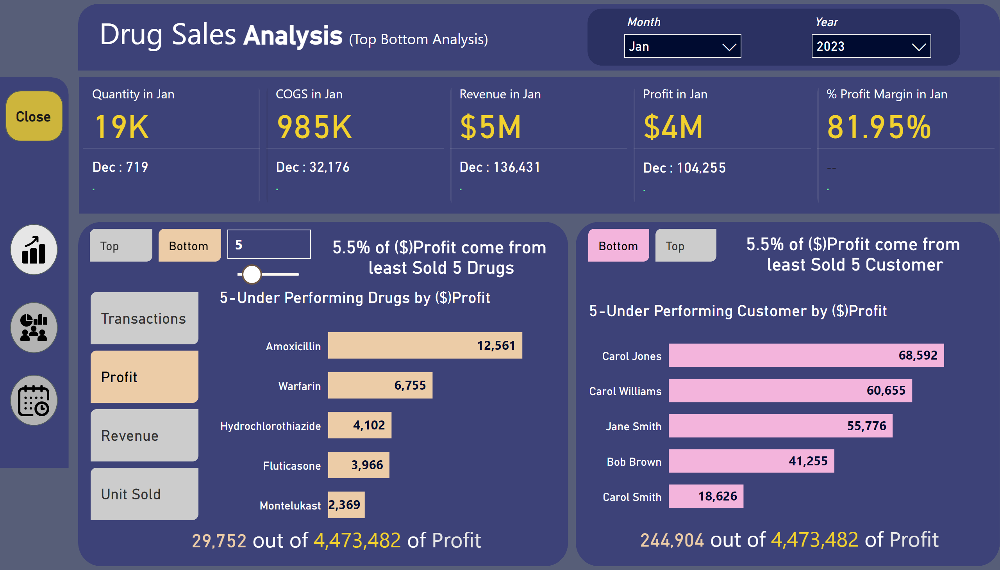 Drug Sales Analysis (Top Bottom Analysis)
Month
Year
Jan
2023
Close
Quantity in Jan
19K
Dec : 719
.
COGS in Jan
985K
Dec : 32,176
.
Revenue in Jan
$5M
Dec : 136,431
.
Profit in Jan
$4M
Dec : 104,255
.
% Profit Margin in Jan
81.95%
--
.
Top
Bottom
5
5.5% of ($)Profit come from
least Sold 5 Drugs
Transactions
Profit
Revenue
Unit Sold
5-Under Performing Drugs by ($)Profit
Amoxicillin 12,561
Warfarin 6,755
Hydrochlorothiazide 4,102
Fluticasone 3,966
Montelukast 2,369
29,752 out of 4,473,482 of Profit
Bottom
Top
5.5% of ($)Profit come from
least Sold 5 Customer
5-Under Performing Customer by ($)Profit
Carol Jones 68,592
Carol Williams 60,655
Jane Smith 55,776
Bob Brown 41,255
Carol Smith 18,626
244,904 out of 4,473,482 of Profit